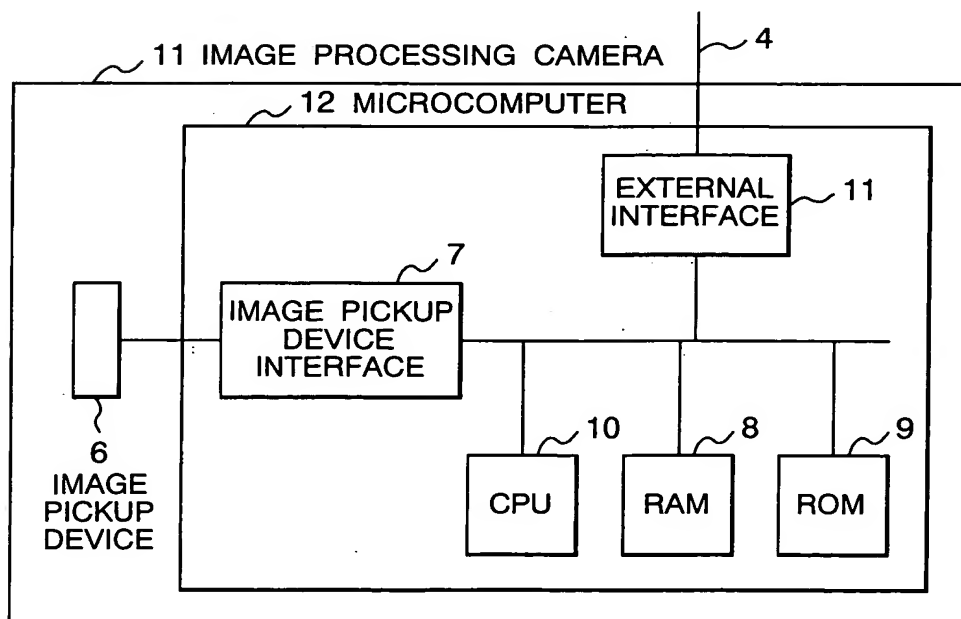 11 IMAGE PROCESSING CAMERA
4
12 MICROCOMPUTER
EXTERNAL
INTERFACE
11
7
IMAGE PICKUP
DEVICE
INTERFACE
6
IMAGE
PICKUP
DEVICE
10
CPU
8
RAM
9
ROM